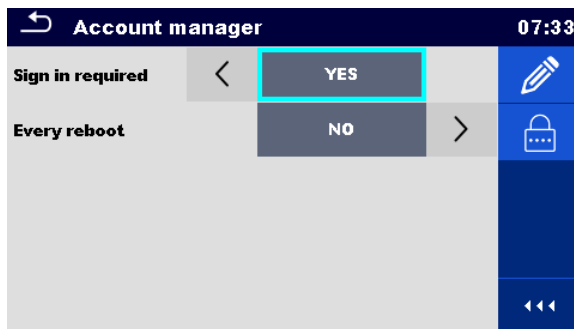 Account manager 07:33
Sign in required YES
Every reboot NO